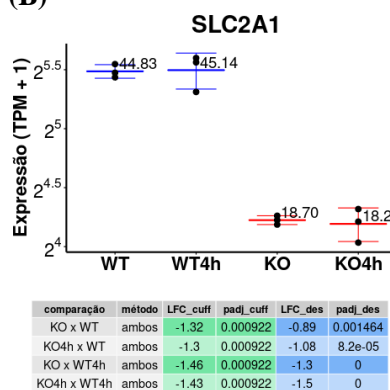 (B)
SLC2A1
Expressão (TPM + 1)
2^5.5
2^5
2^4.5
2^4
44.83
45.14
18.70
18.2
WT WT4h KO KO4h
comparação método LFC_cuff padj_cuff LFC_des padj_des
KO x WT ambos -1.32 0.000922 -0.89 0.001464
KO4h x WT ambos -1.3 0.000922 -1.08 8.2e-05
KO x WT4h ambos -1.46 0.000922 -1.3 0
KO4h x WT4h ambos -1.43 0.000922 -1.5 0